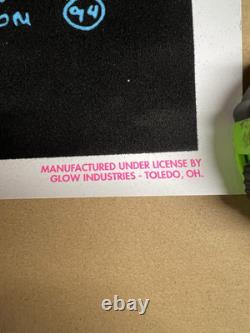 94
MANUFACTURED UNDER LICENSE BY
GLOW INDUSTRIES - TOLEDO, OH.